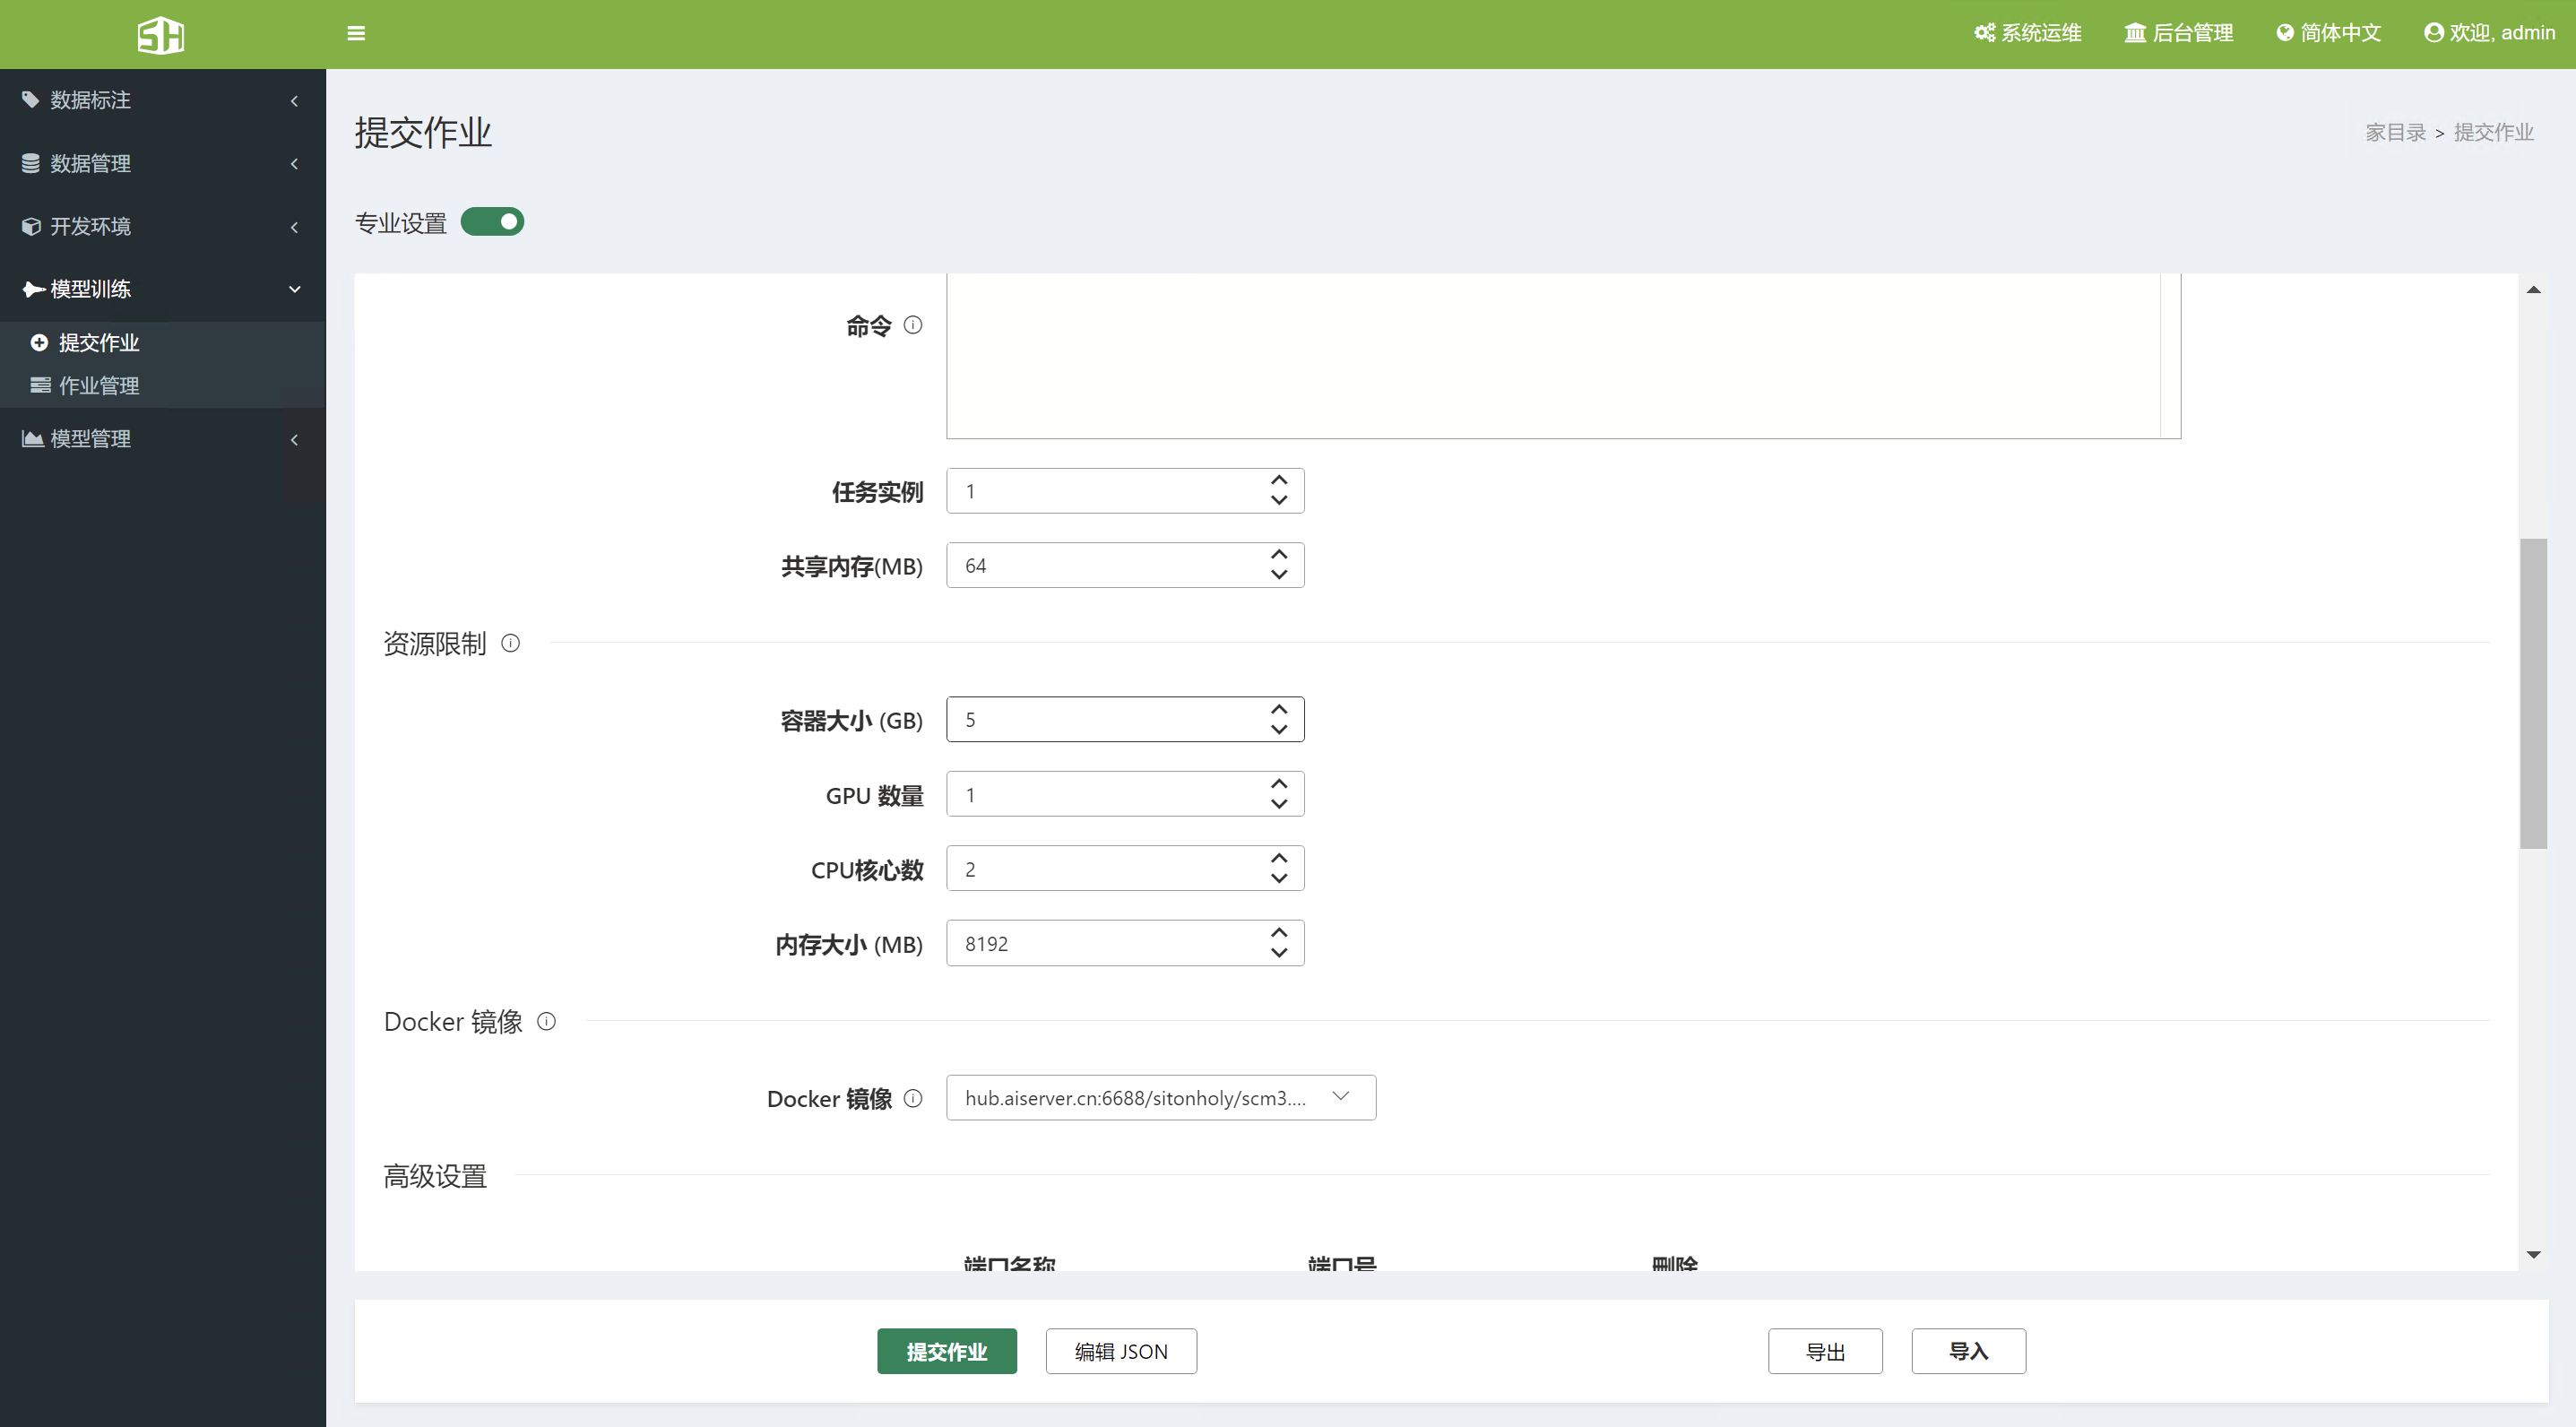 SH
系统运维
后台管理
简体中文
欢迎, admin
数据标注
数据管理
开发环境
模型训练
提交作业
作业管理
模型管理
提交作业
家目录 > 提交作业
专业设置
命令
任务实例 1
共享内存(MB) 64
资源限制
容器大小 (GB) 5
GPU 数量 1
CPU核心数 2
内存大小 (MB) 8192
Docker 镜像
Docker 镜像 hub.aiserver.cn:6688/sitonholy/scm3....
高级设置
端口名称 端口号 删除
提交作业 编辑 JSON 导出 导入